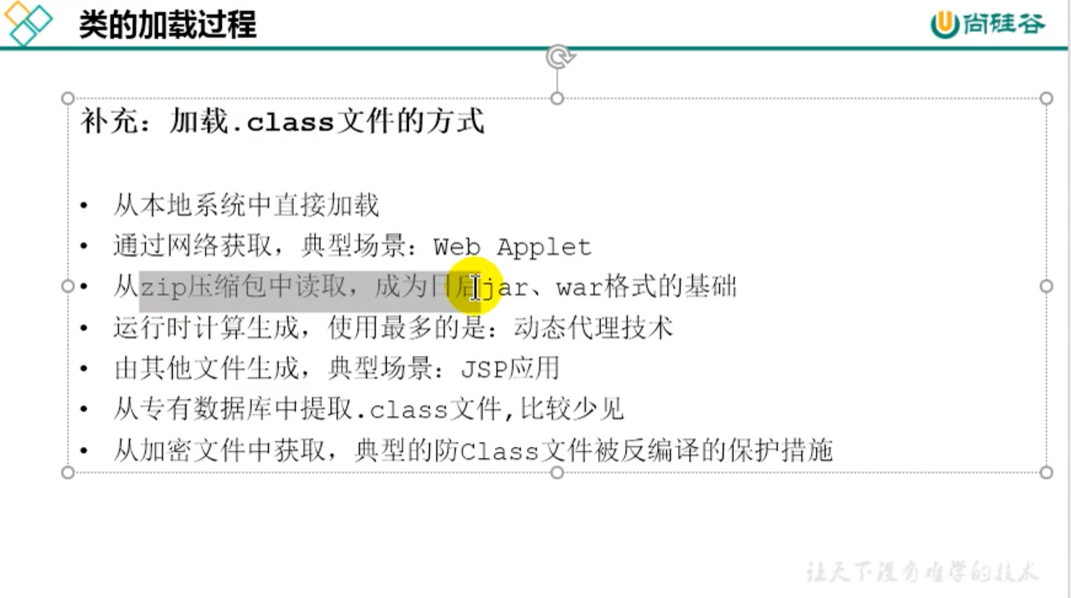 类的加载过程
尚硅谷
补充：加载.class文件的方式
• 从本地系统中直接加载
• 通过网络获取，典型场景：Web Applet
• 从zip压缩包中读取，成为日后jar、war格式的基础
• 运行时计算生成，使用最多的是：动态代理技术
• 由其他文件生成，典型场景：JSP应用
• 从专有数据库中提取.class文件,比较少见
• 从加密文件中获取，典型的防Class文件被反编译的保护措施
让天下没有难学的技术